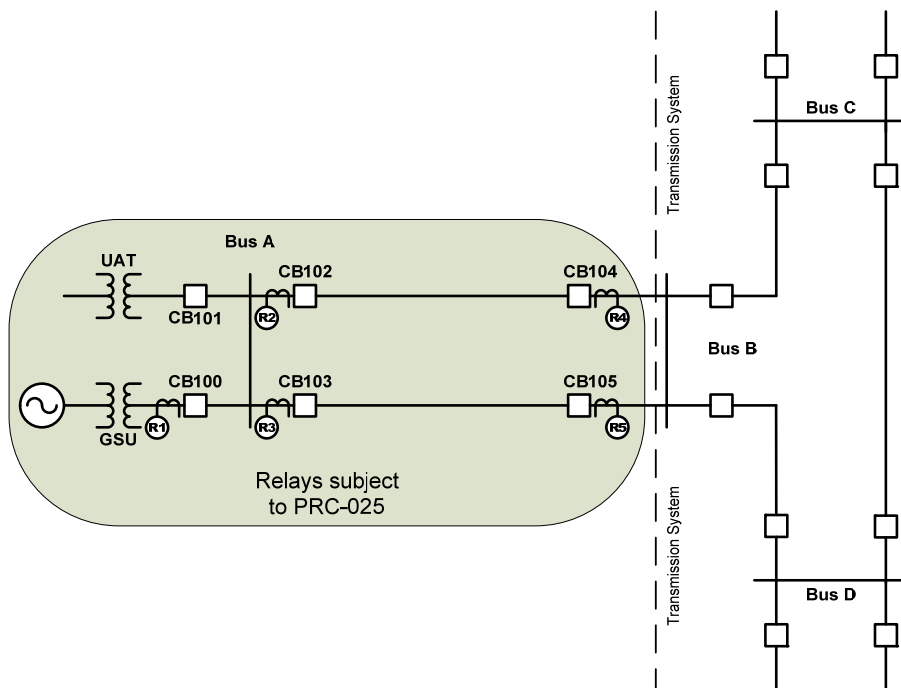 Transmission System
Bus C
Bus A
UAT
CB102
CB104
CB101
R2
R4
Bus B
CB100
CB103
CB105
R1
GSU
R3
R5
Relays subject
to PRC-025
Transmission System
Bus D